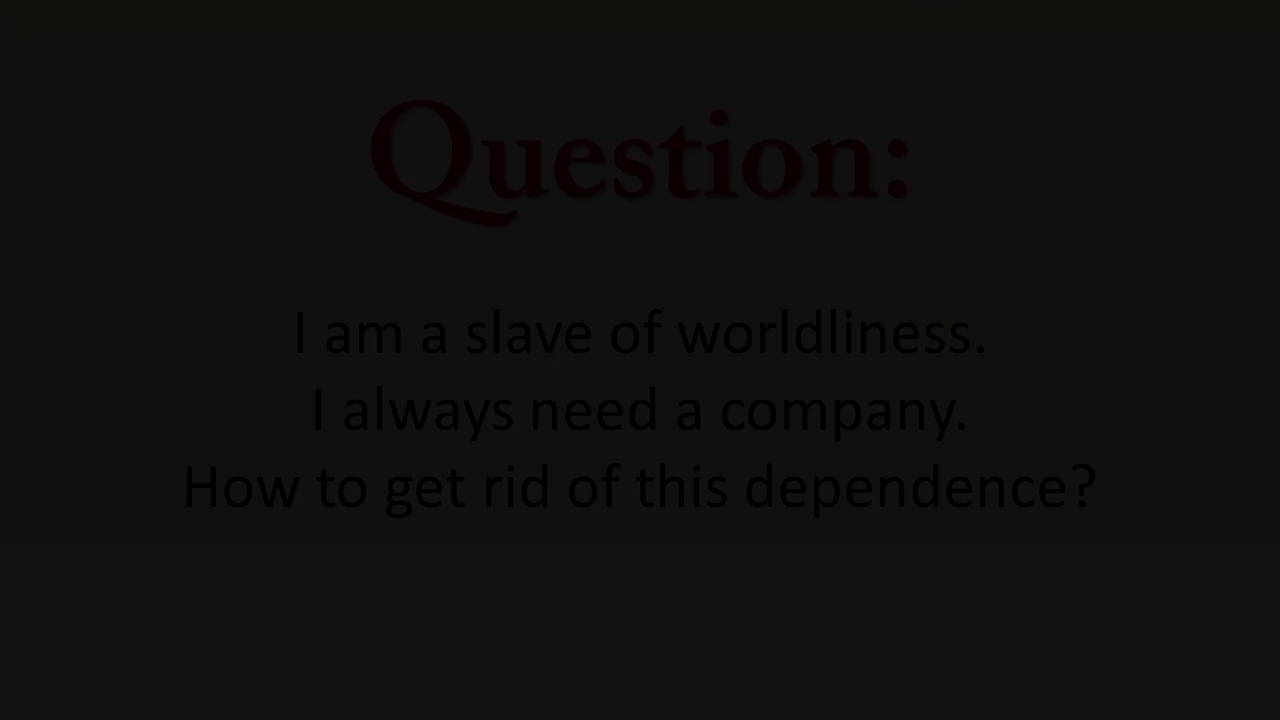 Question:
I am a slave of worldliness.
I always need a company.
How to get rid of this dependence?